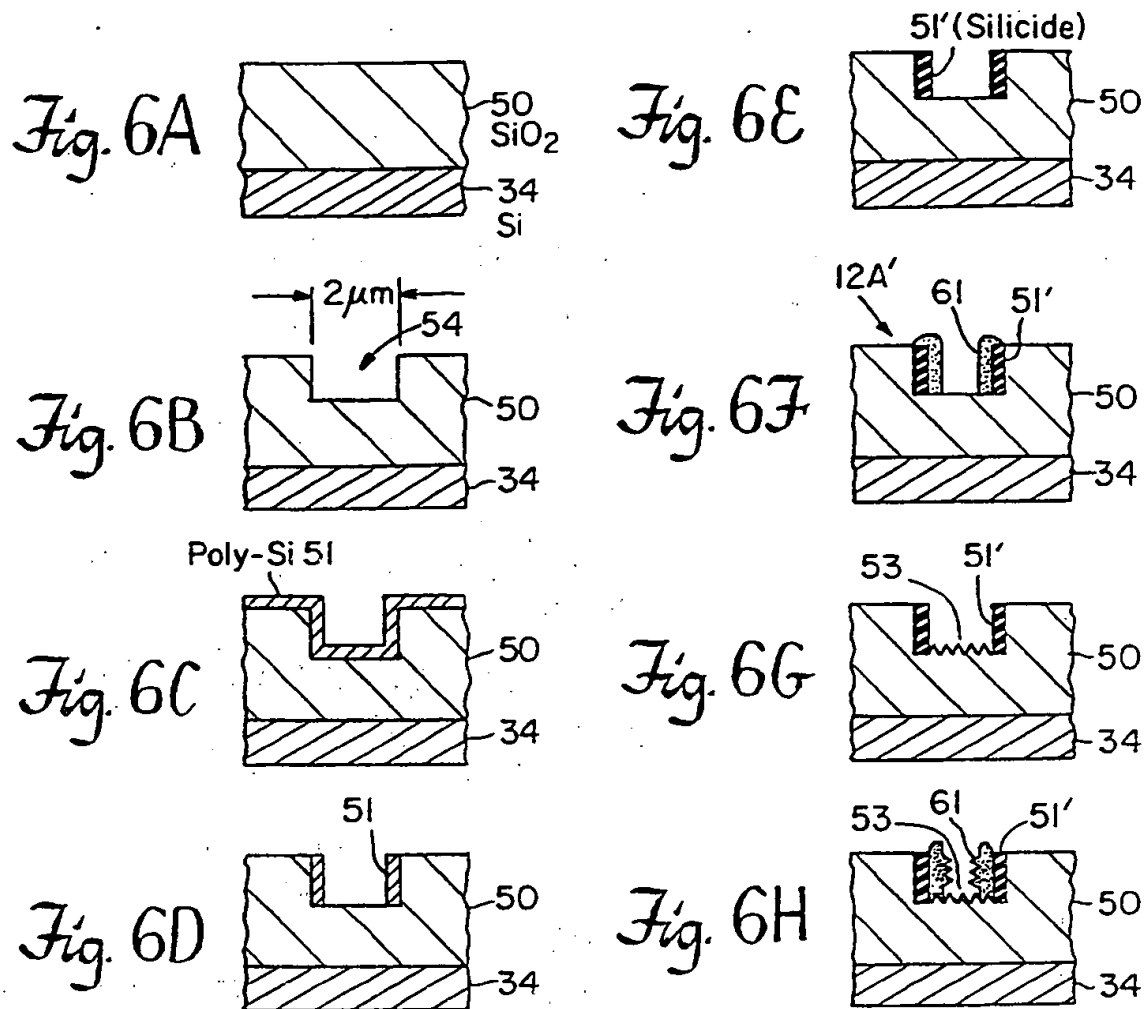 Fig. 6A
50
SiO2
34
Si
Fig. 6B
2μm
54
50
34
Fig. 6C
Poly-Si 51
50
34
Fig. 6D
51
50
34
Fig. 6E
51' (Silicide)
50
34
Fig. 6F
12A'
61
51'
50
34
Fig. 6G
53
51'
50
34
Fig. 6H
53
61
51'
50
34